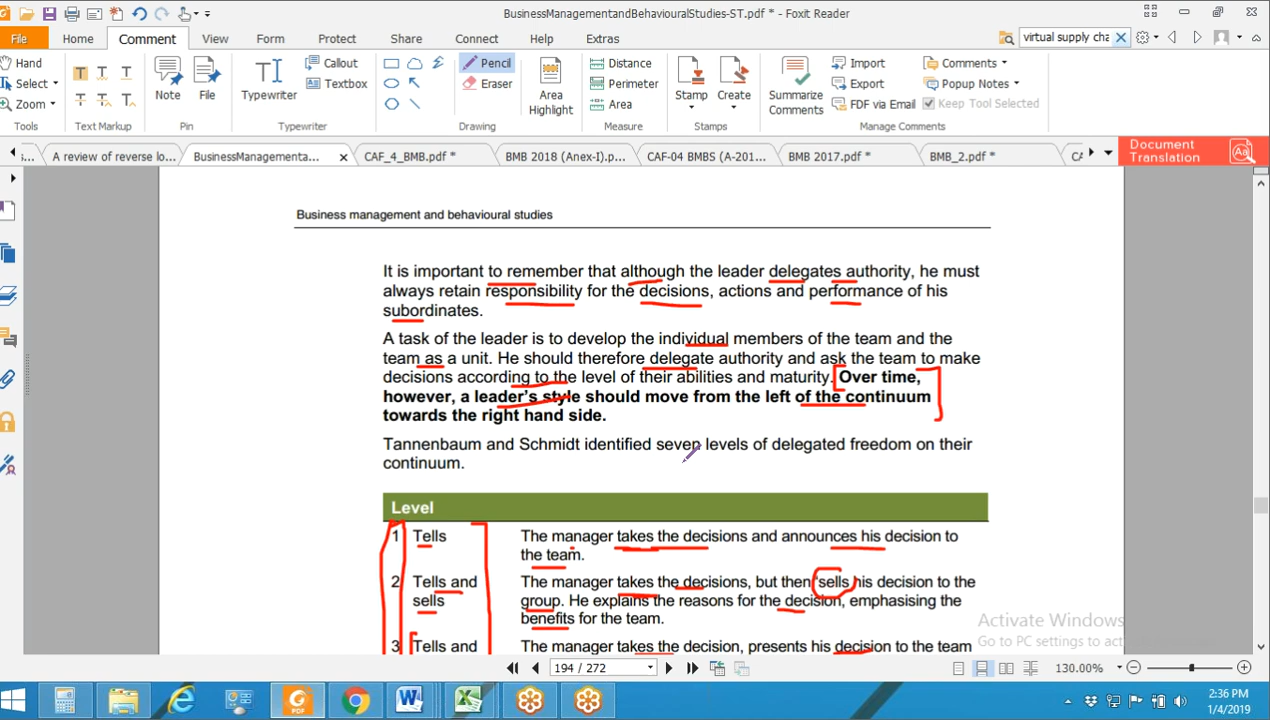 BusinessManagementandBehaviouralStudies-ST.pdf * - Foxit Reader
File Home Comment View Form Protect Share Connect Help Extras
virtual supply cha
Hand
Select
Zoom
Tools
Text Markup
Note
File
Pin
Typewriter
Callout
Textbox
Typewriter
Pencil
Eraser
Area
Highlight
Drawing
Distance
Perimeter
Area
Measure
Stamp
Create
Stamps
Summarize
Comments
Import
Export
FDF via Email
Comments
Popup Notes
Keep Tool Selected
Manage Comments
s... A review of reverse lo... BusinessManagementa... CAF_4_BMB.pdf * BMB 2018 (Anex-I).p... CAF-04 BMBS (A-201... BMB 2017.pdf * BMB_2.pdf *
Document
Translation
Business management and behavioural studies
It is important to remember that although the leader delegates authority, he must
always retain responsibility for the decisions, actions and performance of his
subordinates.
A task of the leader is to develop the individual members of the team and the
team as a unit. He should therefore delegate authority and ask the team to make
decisions according to the level of their abilities and maturity. Over time,
however, a leader's style should move from the left of the continuum
towards the right hand side.
Tannenbaum and Schmidt identified seven levels of delegated freedom on their
continuum.
Level
1 Tells The manager takes the decisions and announces his decision to
the team.
2 Tells and The manager takes the decisions, but then 'sells' his decision to the
sells group. He explains the reasons for the decision, emphasising the
benefits for the team.
3 Tells and The manager takes the decision, presents his decision to the team
Activate Windows
Go to PC settings to
194 / 272
130.00%
2:36 PM
1/4/2019